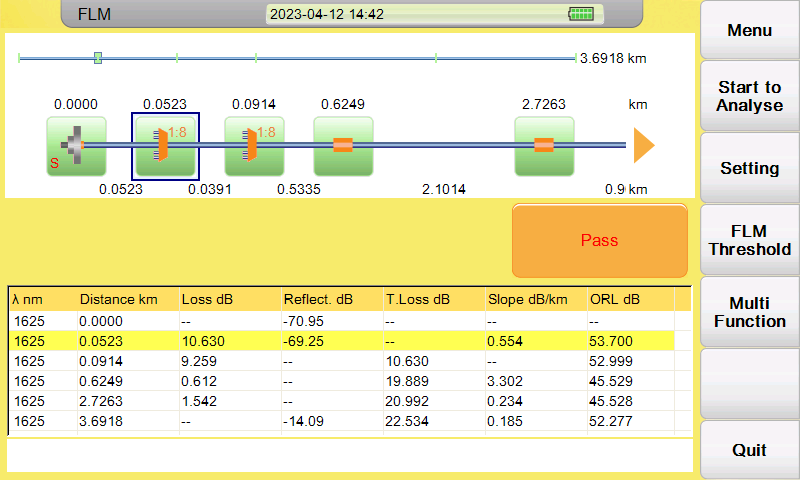 FLM 2023-04-12 14:42
3.6918 km
0.0000 0.0523 0.0914 0.6249 2.7263 km
1:8 1:8
S
0.0523 0.0391 0.5335 2.1014 0.9 km
Pass
λ nm Distance km Loss dB Reflect. dB T.Loss dB Slope dB/km ORL dB
1625 0.0000 -- -70.95 -- -- --
1625 0.0523 10.630 -69.25 -- 0.554 53.700
1625 0.0914 9.259 -- 10.630 -- 52.999
1625 0.6249 0.612 -- 19.889 3.302 45.529
1625 2.7263 1.542 -- 20.992 0.234 45.528
1625 3.6918 -- -14.09 22.534 0.185 52.277
Menu
Start to
Analyse
Setting
FLM
Threshold
Multi
Function
Quit